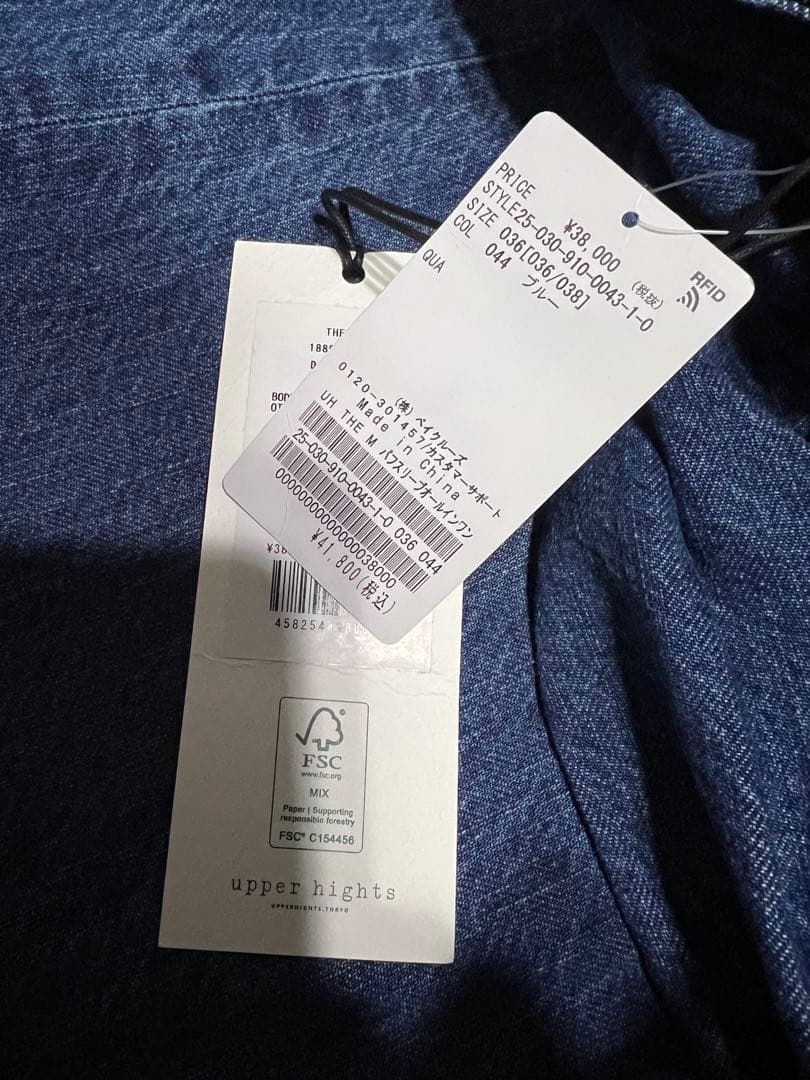 PRICE ¥38,000 (税抜)
STYLE25-030-910-0043-1-0
SIZE 036[036/038]
COL 044 ブルー
QUA
RFID
(株) ベイクルーズ
0120-301457/カスタマーサポート
Made in China
UH THE M パフスリーブオールインワン
25-030-910-0043-1-0 036 044
0000000000000038000
¥41,800(税込)
THE
188
BOD
OT
¥38
458254
FSC
www.fsc.org
MIX
Paper | Supporting
responsible forestry
FSC® C154456
upper hights
UPPERHIGHTS.TOKYO